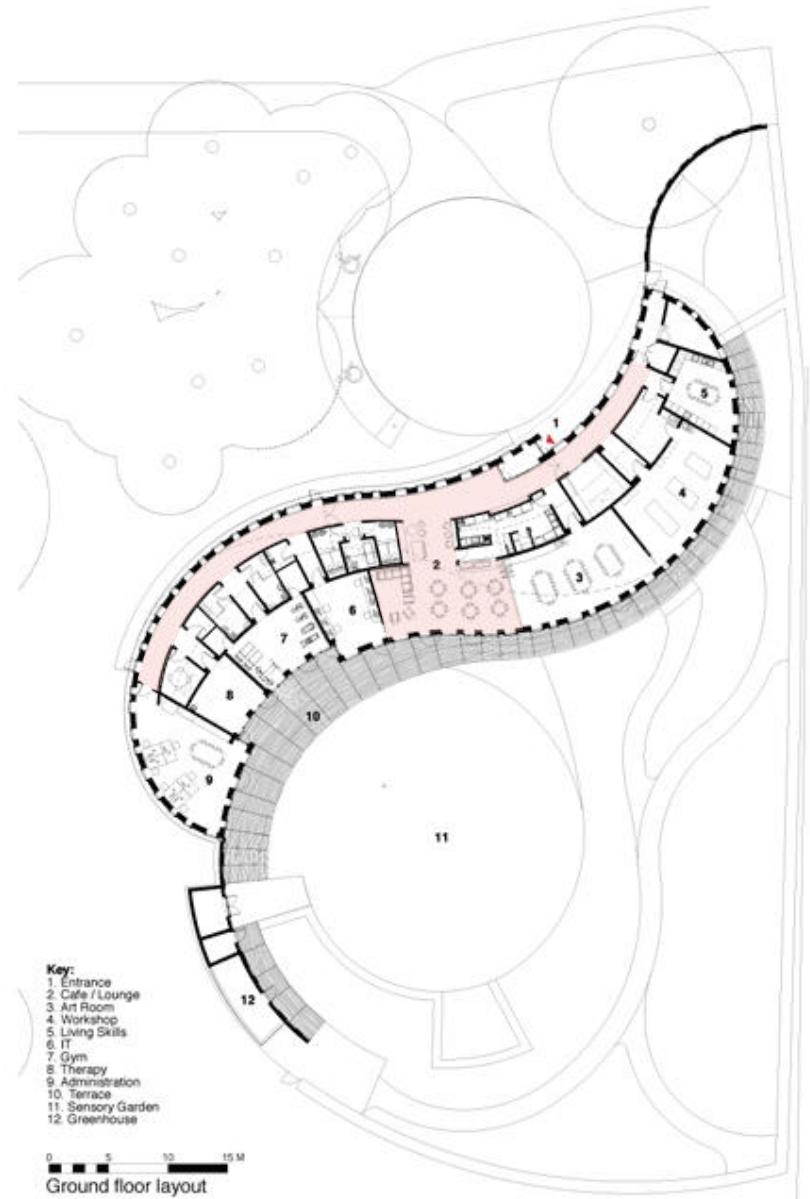 1
5
4
2
3
6
7
8
10
9
11
12
Key:
1. Entrance
2. Cafe / Lounge
3. Art Room
4. Workshop
5. Living Skills
6. IT
7. Gym
8. Therapy
9. Administration
10. Terrace
11. Sensory Garden
12. Greenhouse
0 5 10 15 M
Ground floor layout